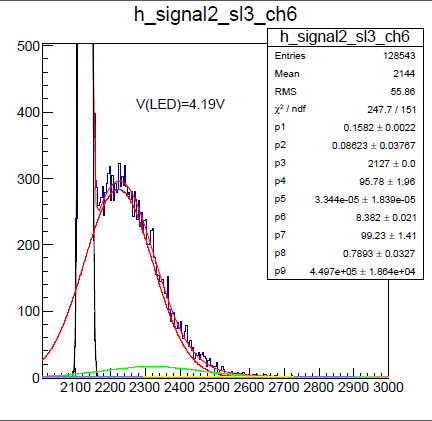 h_signal2_sl3_ch6
h_signal2_sl3_ch6
Entries 128543
Mean 2144
RMS 55.86
χ² / ndf 247.7 / 151
p1 0.1582 ± 0.0022
p2 0.08623 ± 0.03767
p3 2127 ± 0.0
p4 95.78 ± 1.96
p5 3.344e-05 ± 1.839e-05
p6 8.382 ± 0.021
p7 99.23 ± 1.41
p8 0.7893 ± 0.0327
p9 4.497e+05 ± 1.864e+04
V(LED)=4.19V
500
400
300
200
100
0
2100 2200 2300 2400 2500 2600 2700 2800 2900 3000